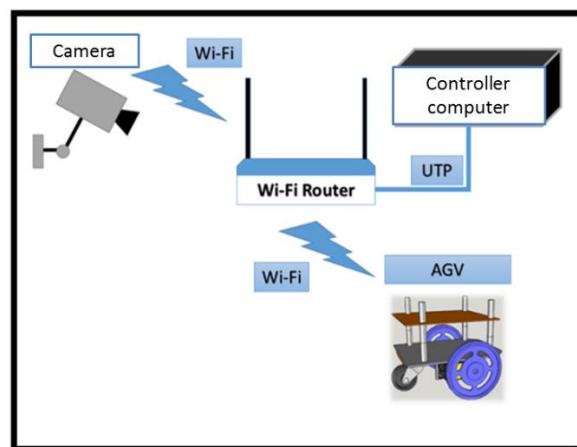 Camera
Wi-Fi
Controller
computer
UTP
Wi-Fi Router
Wi-Fi
AGV